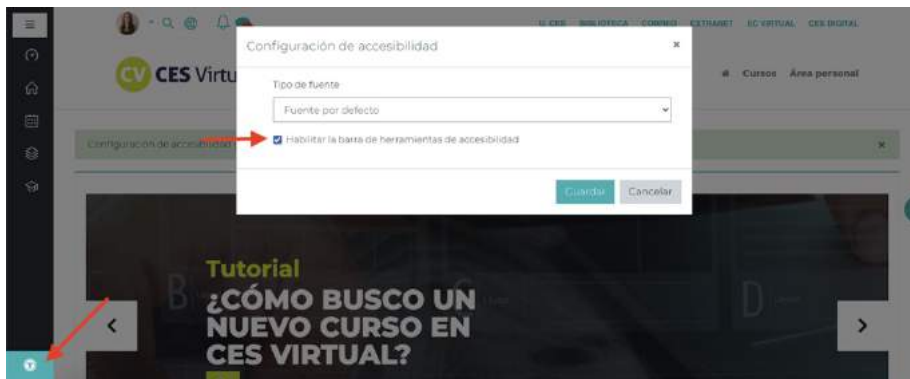 U CES BIBLIOTECA CORREO EXTRANET EC VIRTUAL CES DIGITAL
Configuración de accesibilidad ×
CV CES Virtu
Cursos Área personal
Tipo de fuente
Fuente por defecto
Habilitar la barra de herramientas de accesibilidad
Configuración de accesibilidad ×
Guardar Cancelar
Tutorial
¿CÓMO BUSCO UN
NUEVO CURSO EN
CES VIRTUAL?